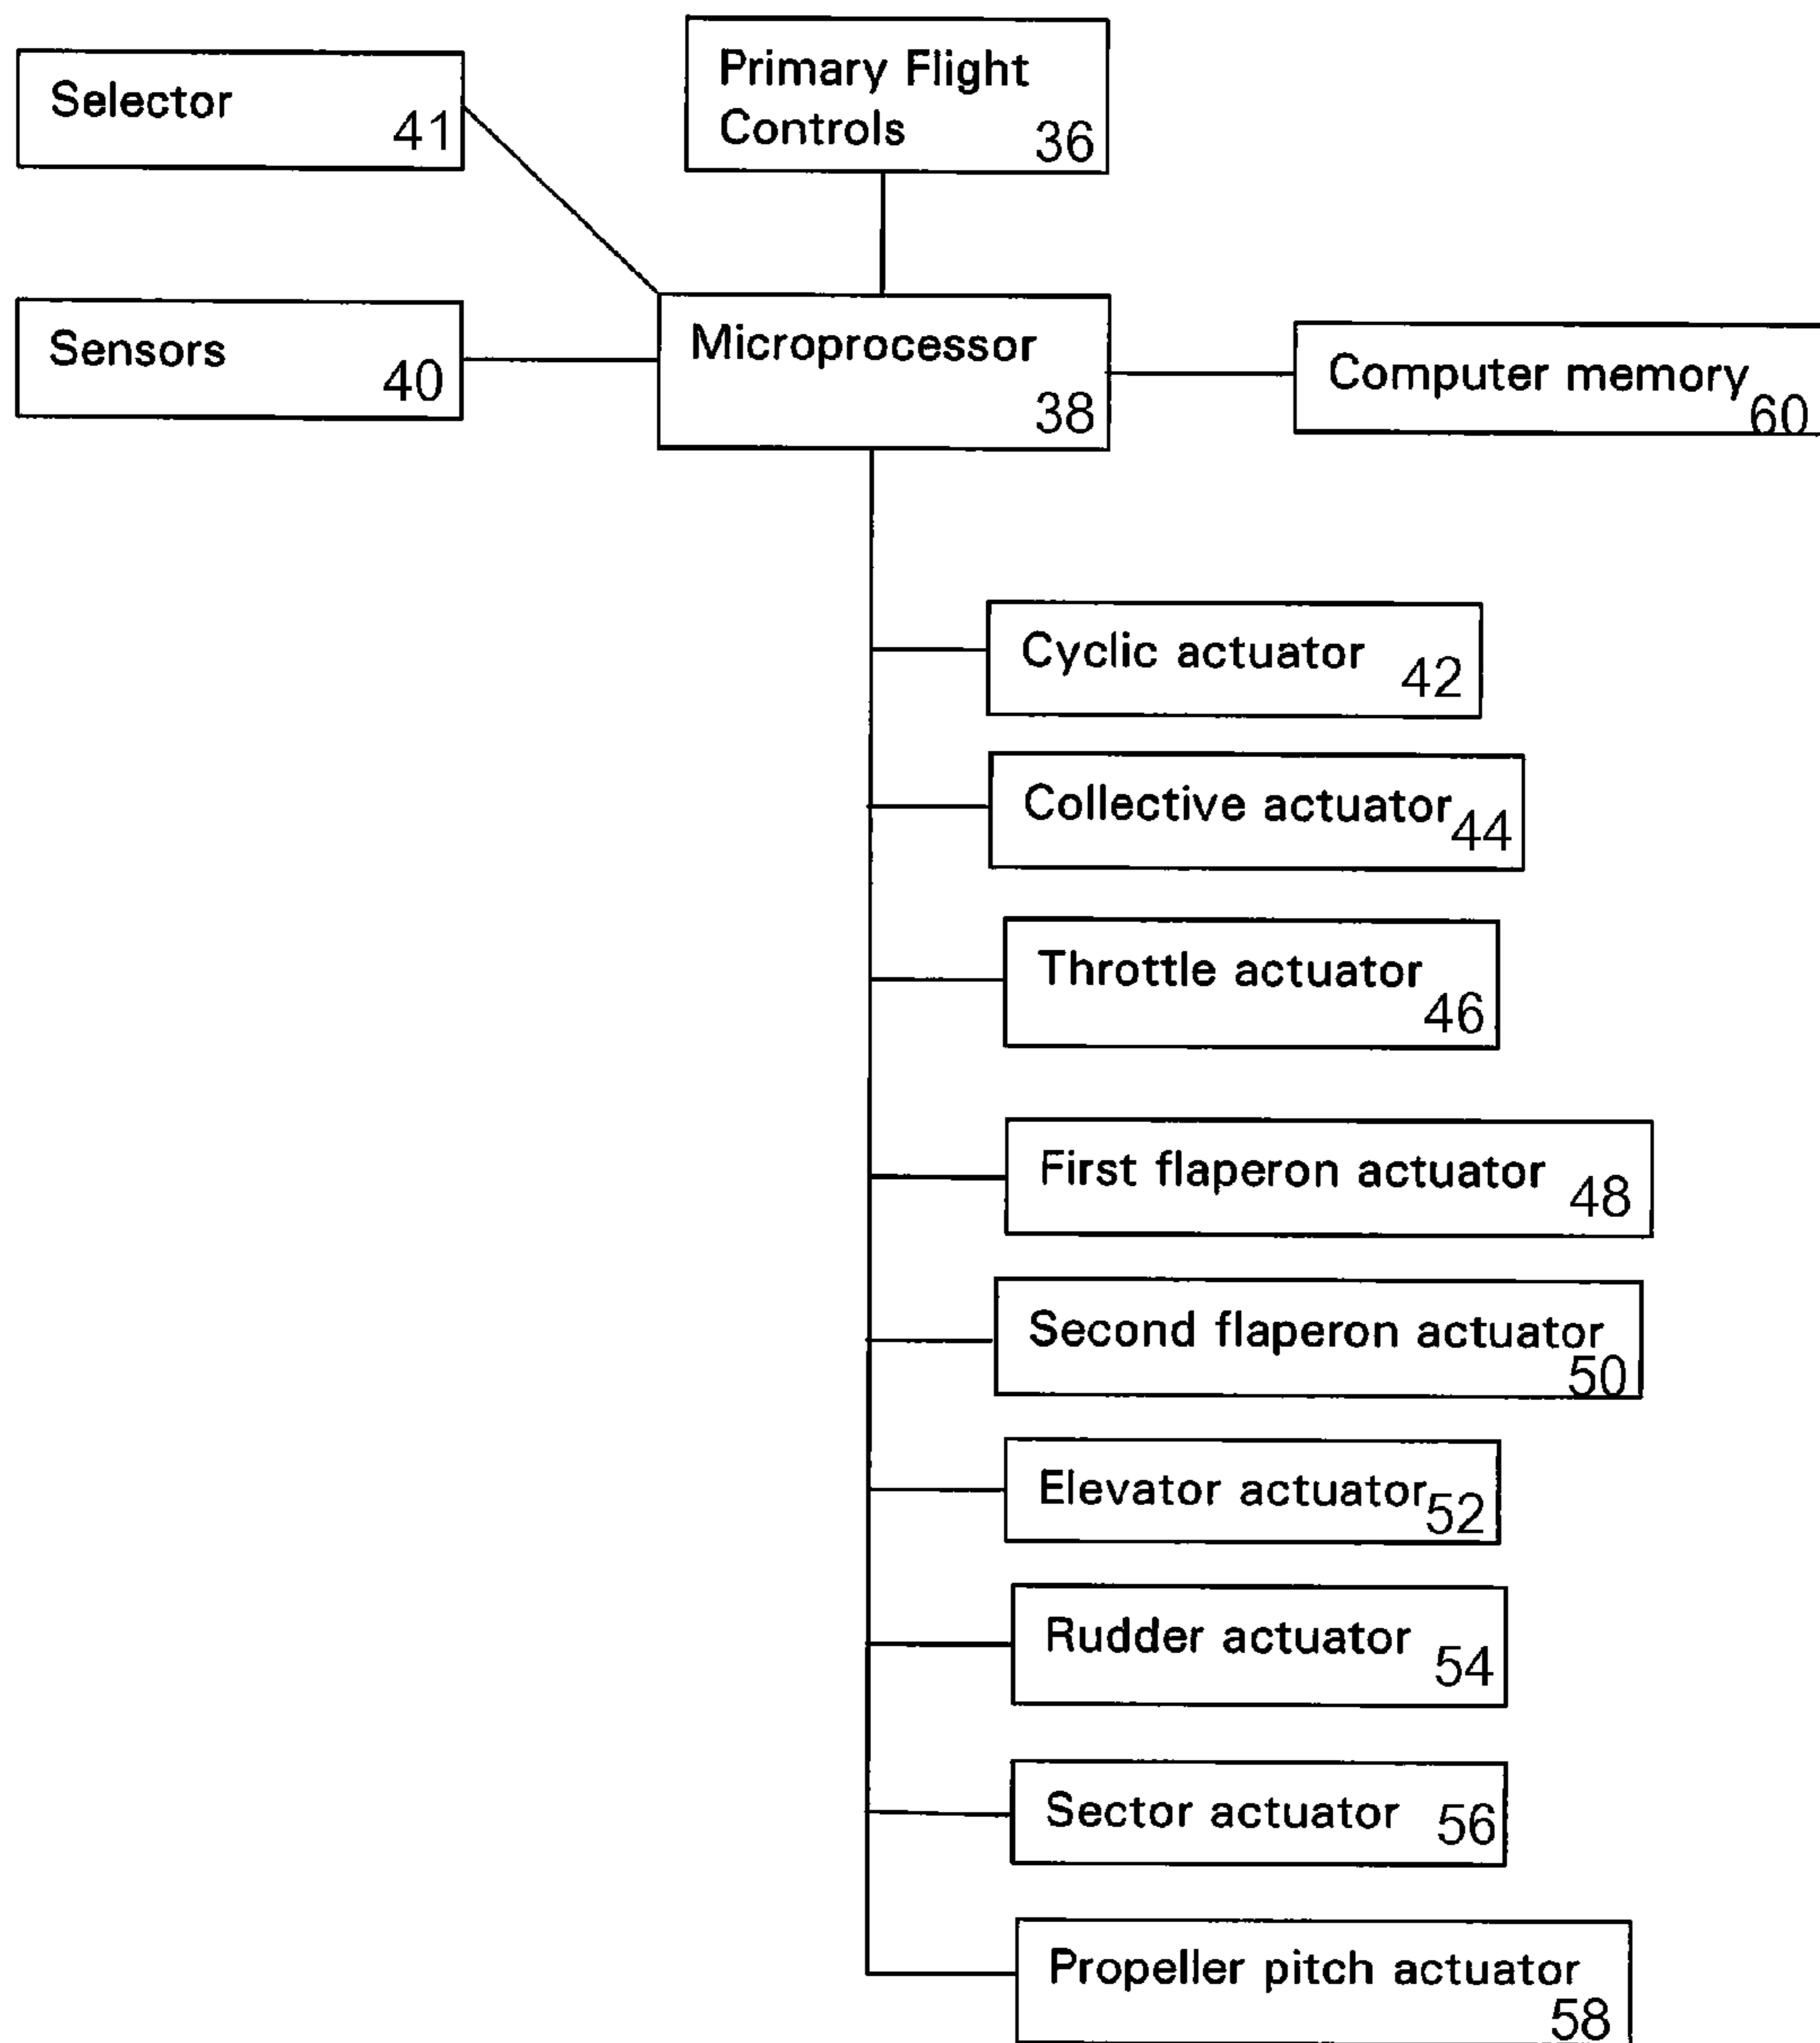 Primary Flight
Controls 36
Selector 41
Sensors 40
Microprocessor
38
Computer memory 60
Cyclic actuator 42
Collective actuator 44
Throttle actuator
46
First flaperon actuator 48
Second flaperon actuator
50
Elevator actuator 52
Rudder actuator 54
Sector actuator 56
Propeller pitch actuator
58